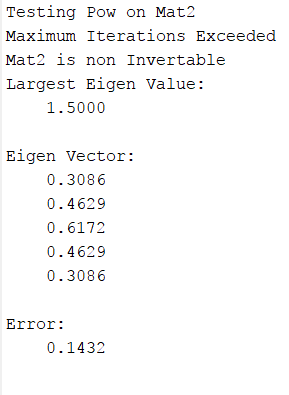 Testing Pow on Mat2
Maximum Iterations Exceeded
Mat2 is non Invertable
Largest Eigen Value:
1.5000
Eigen Vector:
0.3086
0.4629
0.6172
0.4629
0.3086
Error:
0.1432